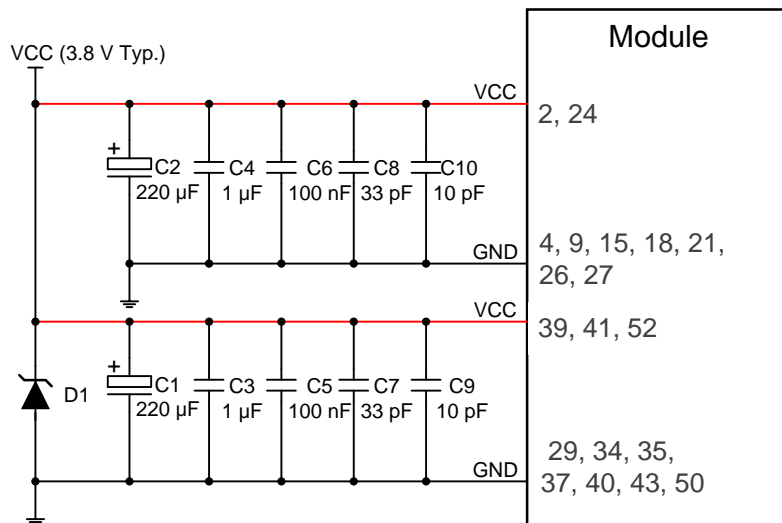 Module
VCC (3.8 V Typ.)
VCC
2, 24
+
C2
220 µF
C4
1 µF
C6
100 nF
C8
33 pF
C10
10 pF
GND
4, 9, 15, 18, 21,
26, 27
VCC
39, 41, 52
+
D1
C1
220 µF
C3
1 µF
C5
100 nF
C7
33 pF
C9
10 pF
GND
29, 34, 35,
37, 40, 43, 50